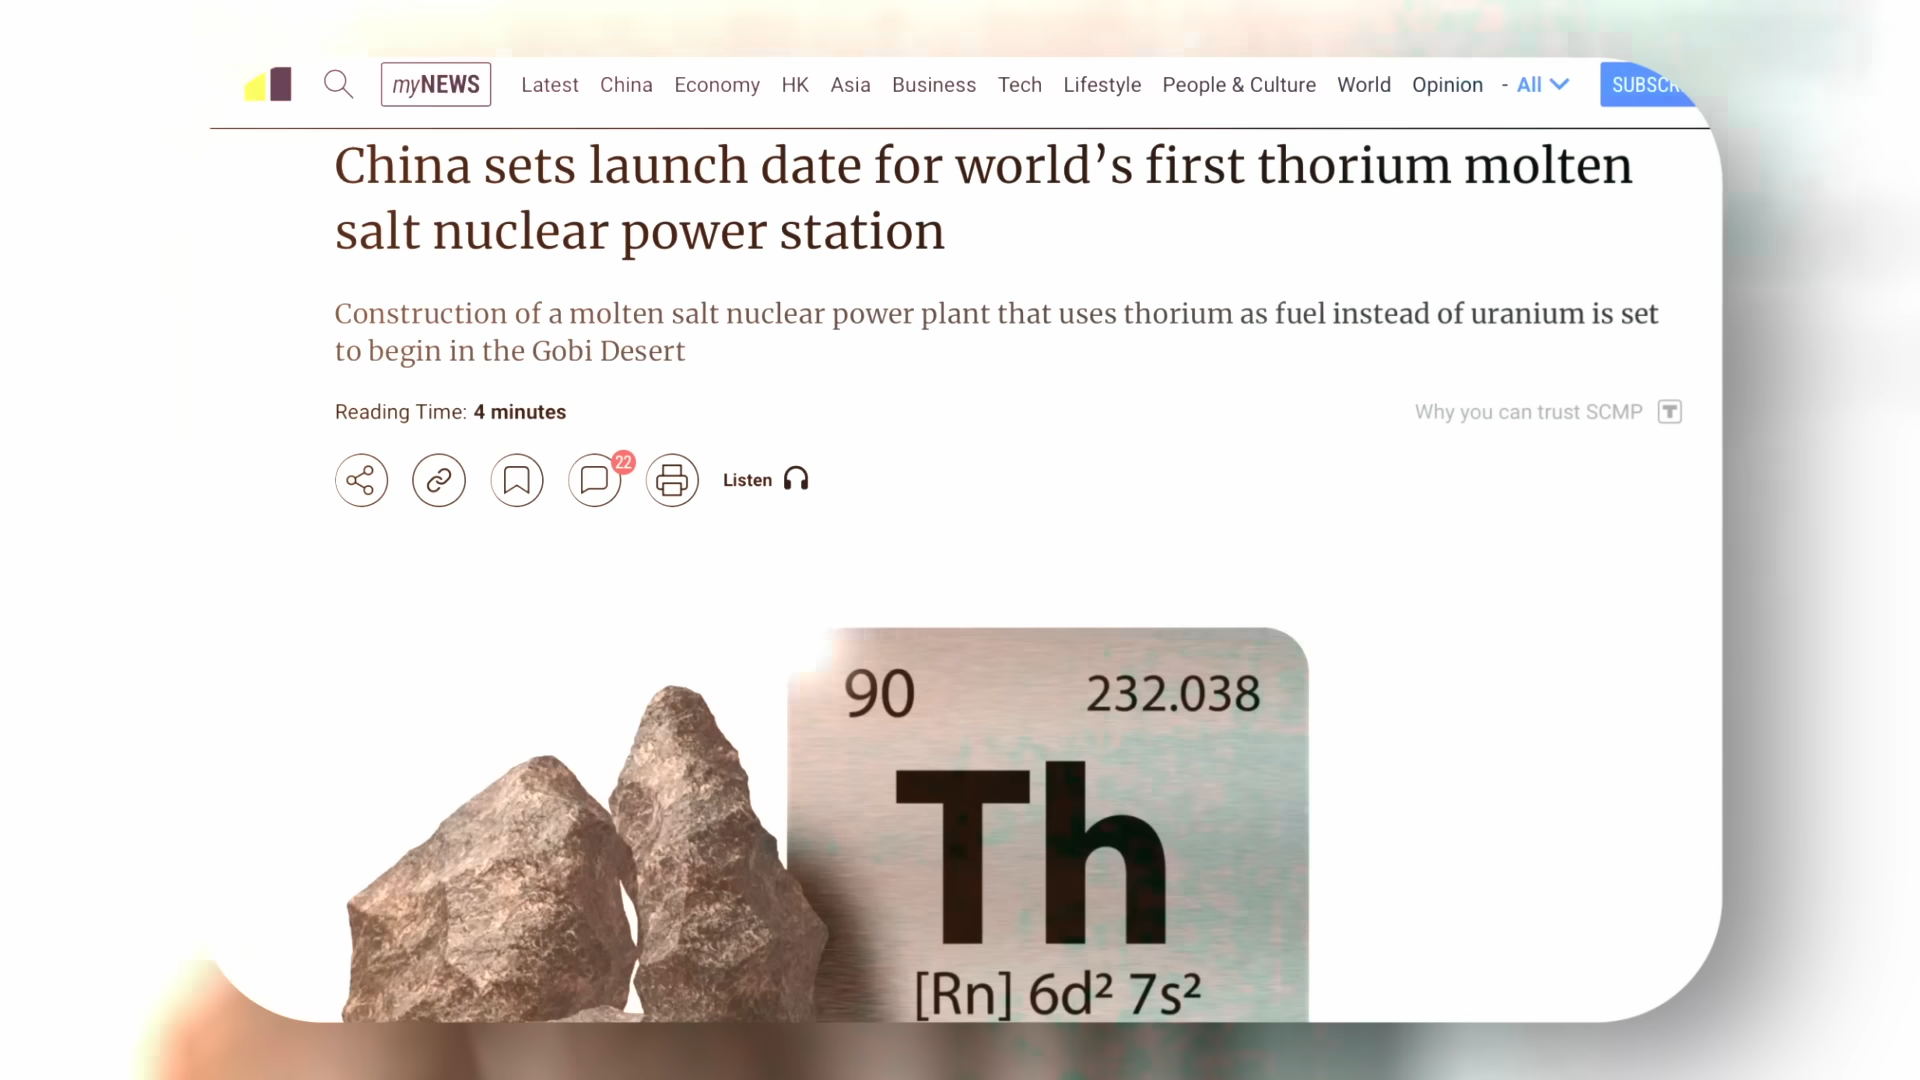 myNEWS Latest China Economy HK Asia Business Tech Lifestyle People & Culture World Opinion - All
China sets launch date for world’s first thorium molten
salt nuclear power station
Construction of a molten salt nuclear power plant that uses thorium as fuel instead of uranium is set
to begin in the Gobi Desert
Reading Time: 4 minutes
Why you can trust SCMP T
22
Listen
90 232.038
Th
[Rn] 6d² 7s²